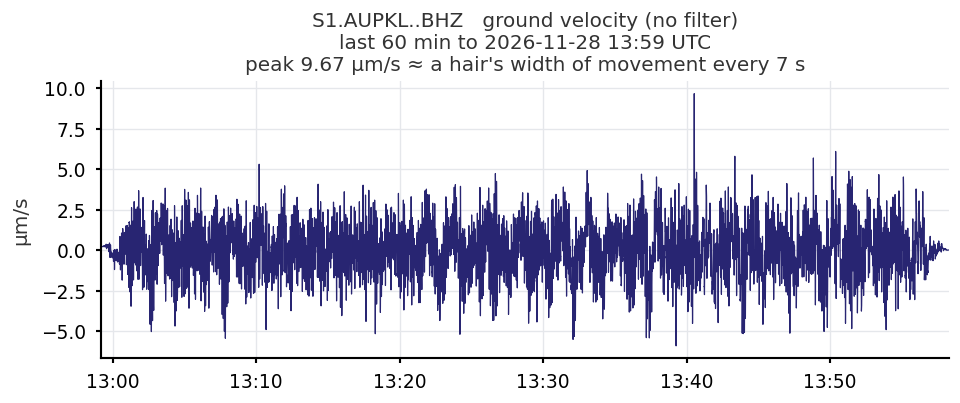 S1.AUPKL..BHZ   ground velocity (no filter)
last 60 min to 2026-11-28 13:59 UTC
peak 9.67 µm/s ≈ a hair's width of movement every 7 s
10.0
7.5
5.0
2.5
0.0
−2.5
−5.0
µm/s
13:00 13:10 13:20 13:30 13:40 13:50